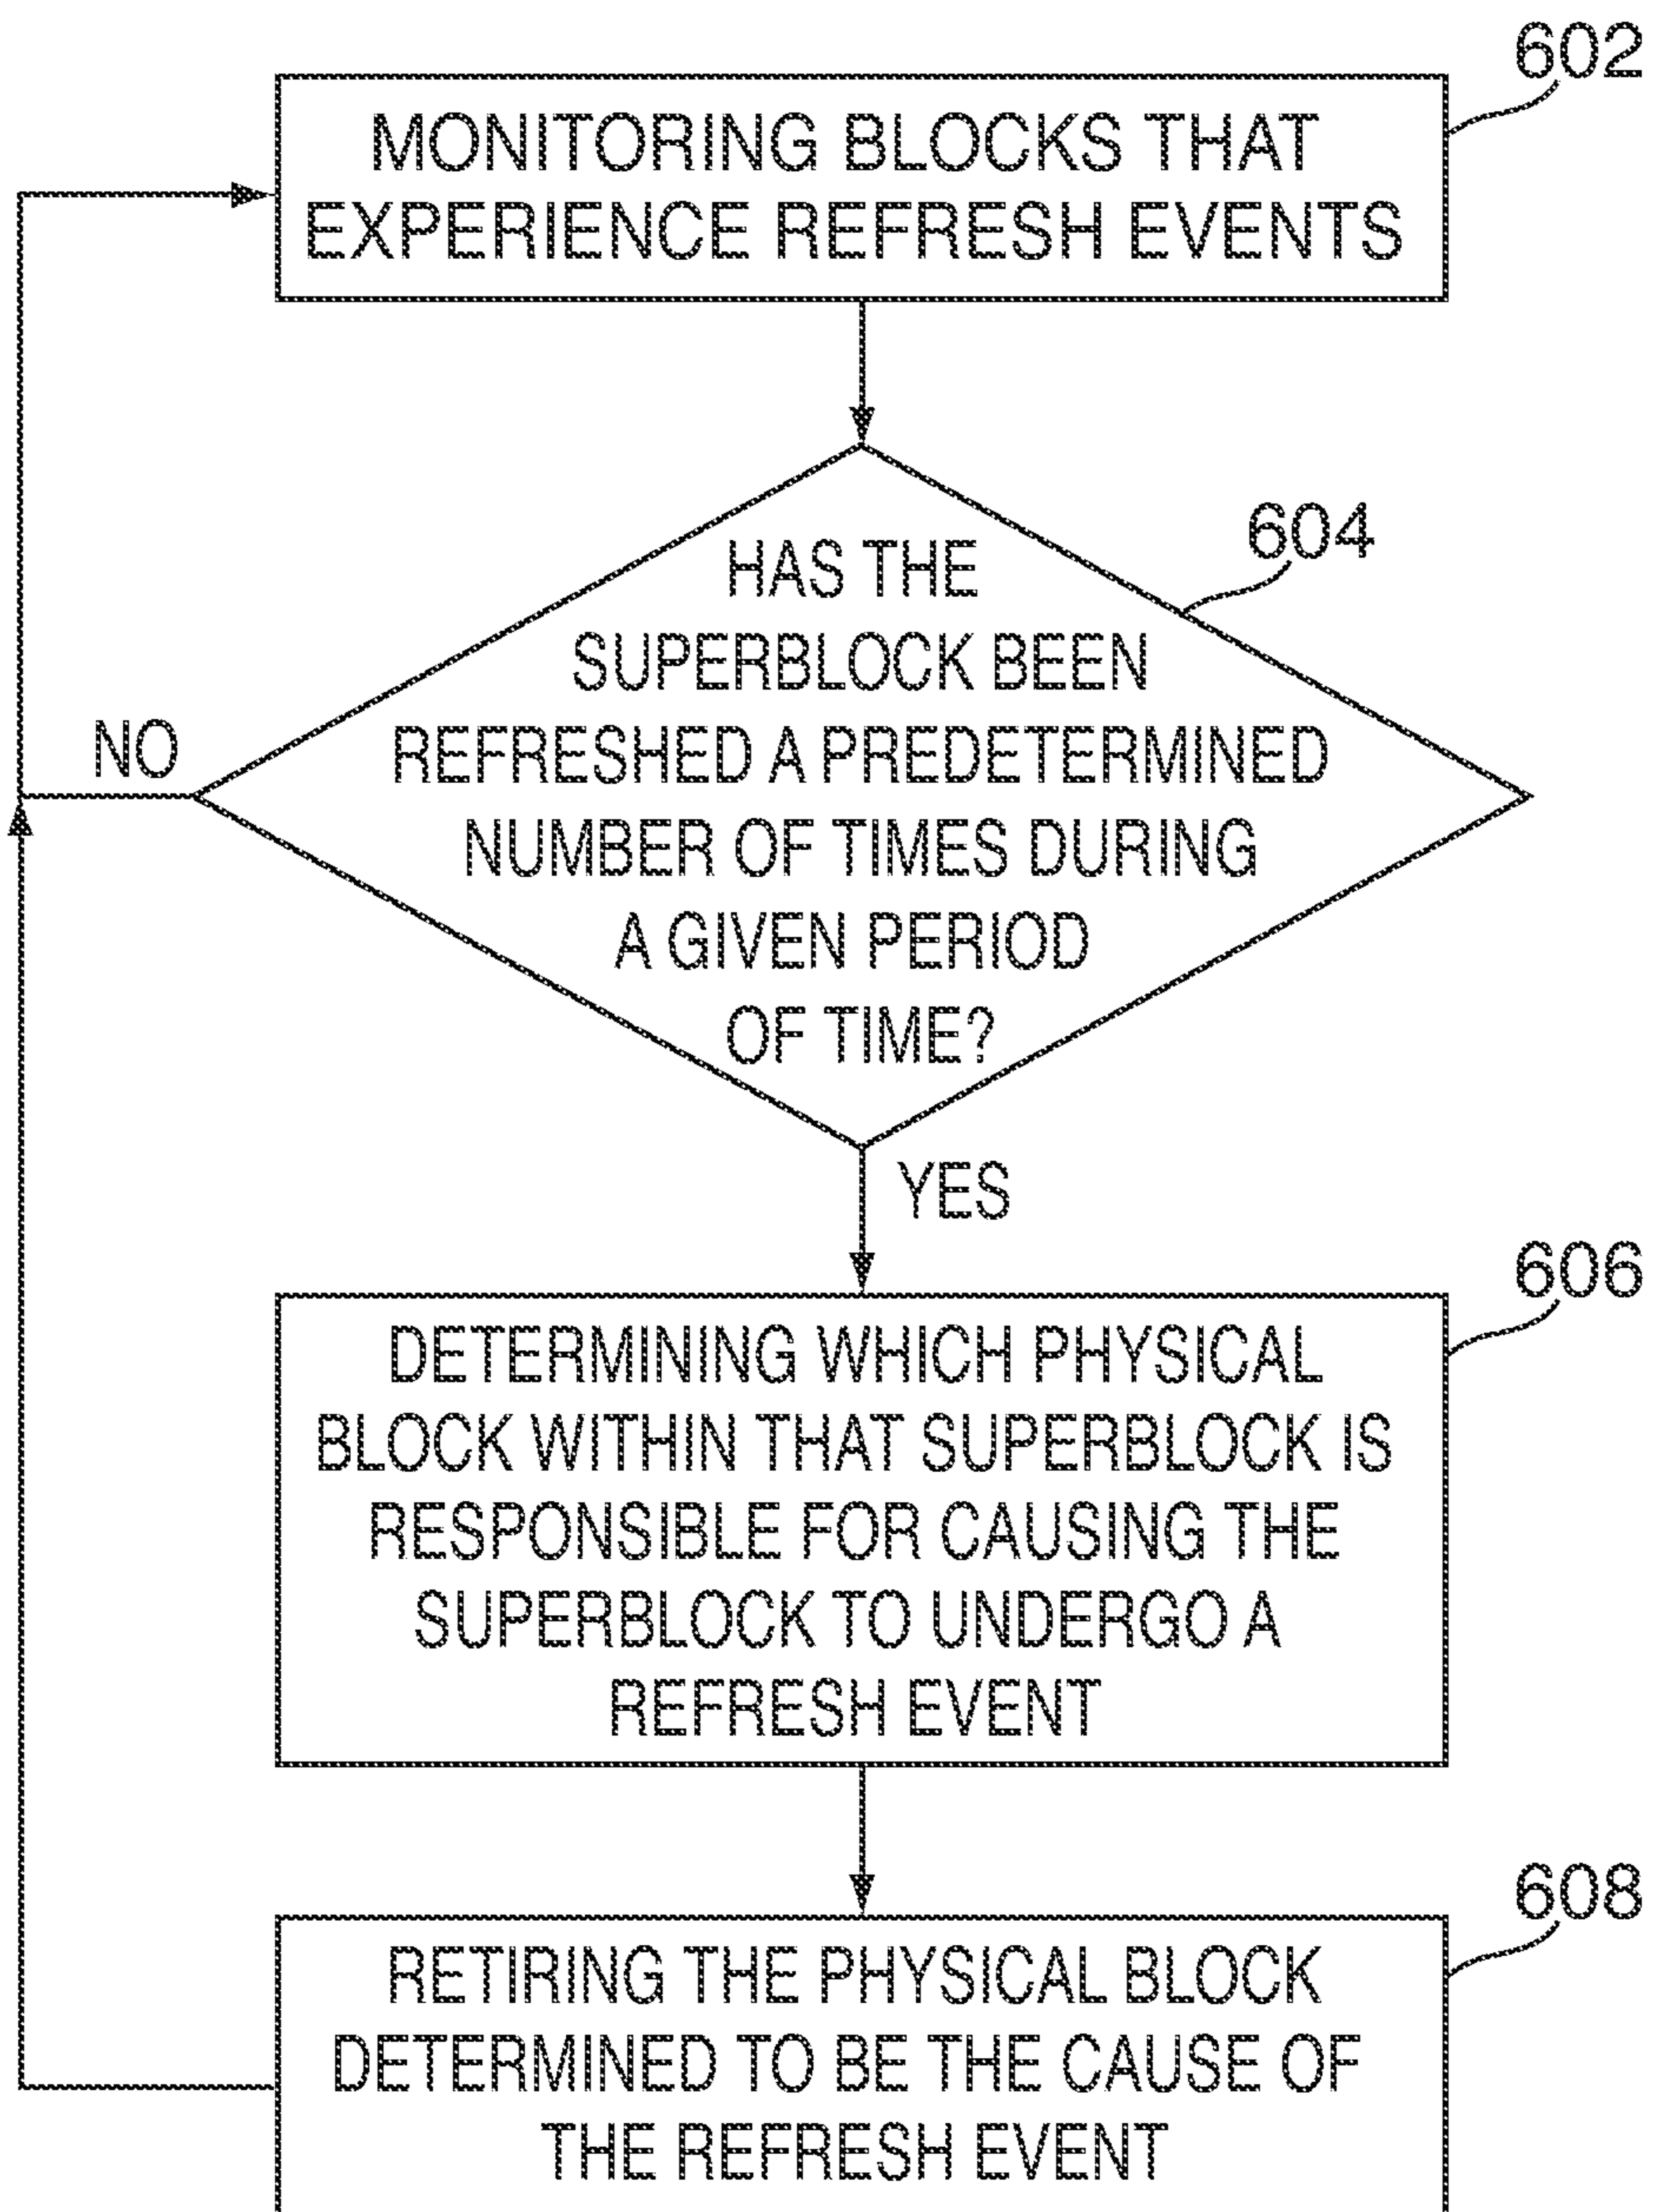 602
MONITORING BLOCKS THAT
EXPERIENCE REFRESH EVENTS
604
HAS THE
SUPERBLOCK BEEN
REFRESHED A PREDETERMINED
NUMBER OF TIMES DURING
A GIVEN PERIOD
OF TIME?
NO
YES
606
DETERMINING WHICH PHYSICAL
BLOCK WITHIN THAT SUPERBLOCK IS
RESPONSIBLE FOR CAUSING THE
SUPERBLOCK TO UNDERGO A
REFRESH EVENT
608
RETIRING THE PHYSICAL BLOCK
DETERMINED TO BE THE CAUSE OF
THE REFRESH EVENT